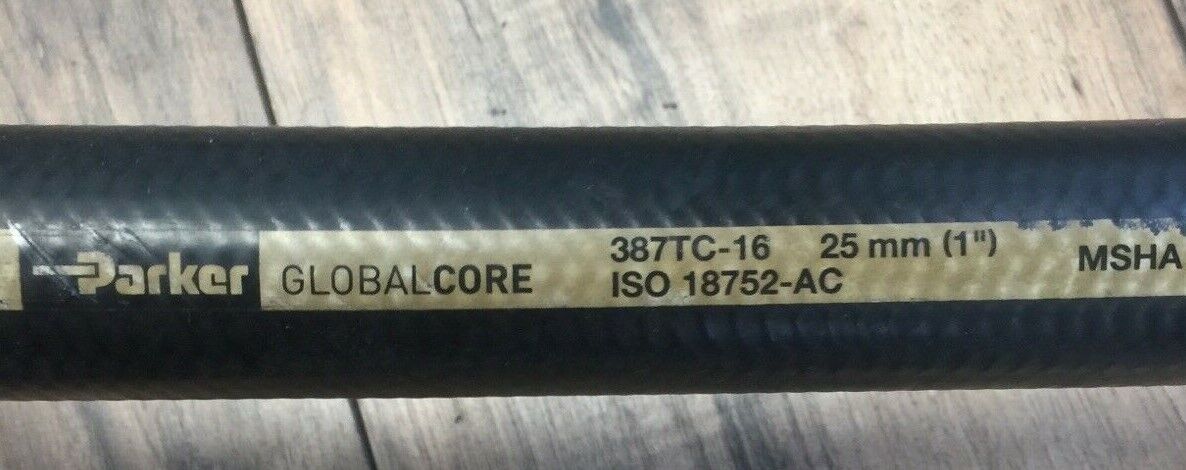 Parker GLOBALCORE 387TC-16 25 mm (1") MSHA
ISO 18752-AC